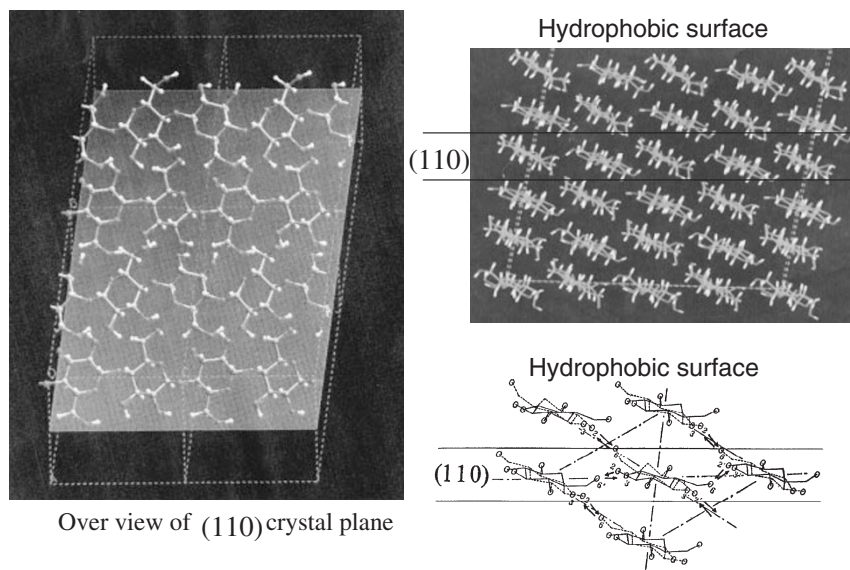 Hydrophobic surface
(110)
Hydrophobic surface
(110)
Over view of (110) crystal plane